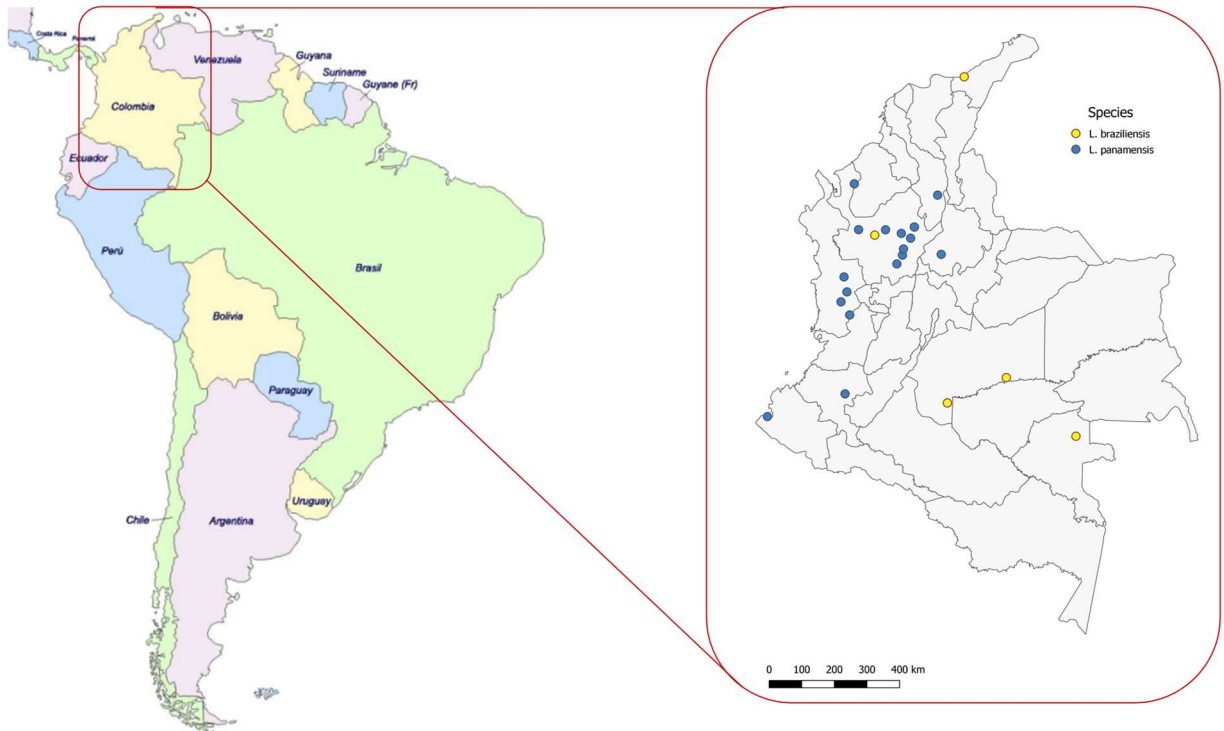 Costa Rica
Panamá
Venezuela
Guyana
Suriname
Guyane (Fr)
Colombia
Ecuador
Perú
Brasil
Bolivia
Paraguay
Uruguay
Chile
Argentina
Species
L. braziliensis
L. panamensis
0 100 200 300 400 km